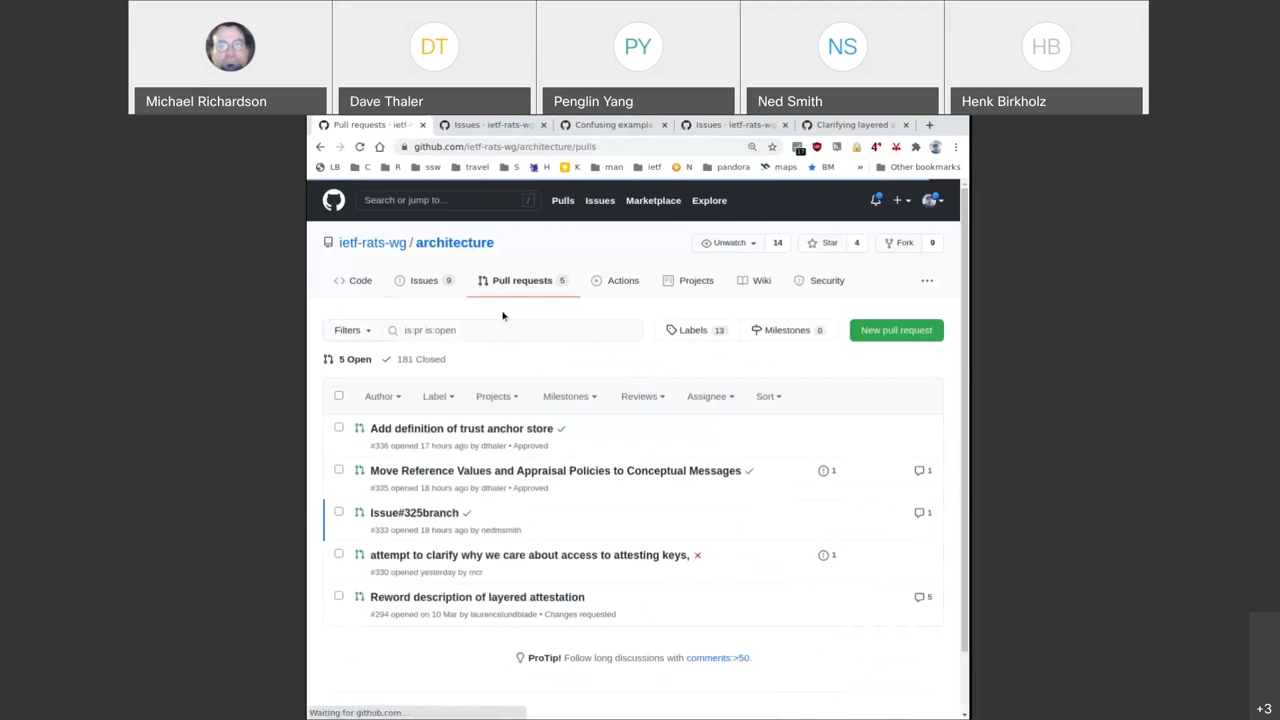 DT
PY
NS
HB
Michael Richardson
Dave Thaler
Penglin Yang
Ned Smith
Henk Birkholz
Pull requests · ietf-
Issues · ietf-rats-wg
Confusing example
Issues · ietf-rats-wg
Clarifying layered a
github.com/ietf-rats-wg/architecture/pulls
17
LB C R ssw travel S H K man ietf N pandora maps BM » Other bookmarks
Search or jump to… /
Pulls Issues Marketplace Explore
ietf-rats-wg / architecture
Unwatch 14 Star 4 Fork 9
Code Issues 9 Pull requests 5 Actions Projects Wiki Security
Filters is:pr is:open Labels 13 Milestones 0 New pull request
5 Open 181 Closed
Author Label Projects Milestones Reviews Assignee Sort
Add definition of trust anchor store
#336 opened 17 hours ago by dthaler • Approved
Move Reference Values and Appraisal Policies to Conceptual Messages 1 1
#335 opened 18 hours ago by dthaler • Approved
Issue#325branch 1
#333 opened 18 hours ago by nedmsmith
attempt to clarify why we care about access to attesting keys, 1
#330 opened yesterday by mcr
Reword description of layered attestation 5
#294 opened on 10 Mar by laurencelundblade • Changes requested
ProTip! Follow long discussions with comments:>50.
Waiting for github.com...
+3